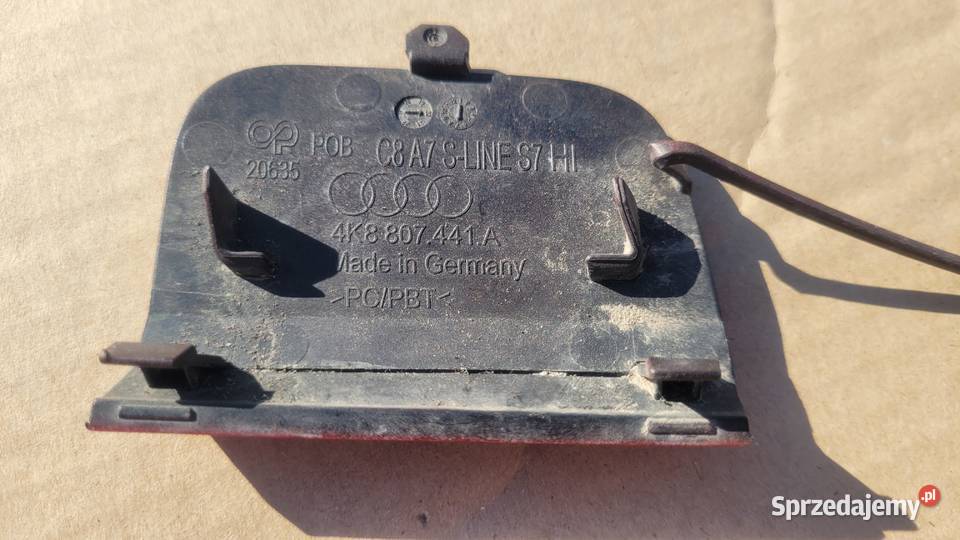 POB C8 A7 S-LINE S7 HI
20635
4K8 807.441.A
Made in Germany
>PC/PBT<
Sprzedajemy.pl